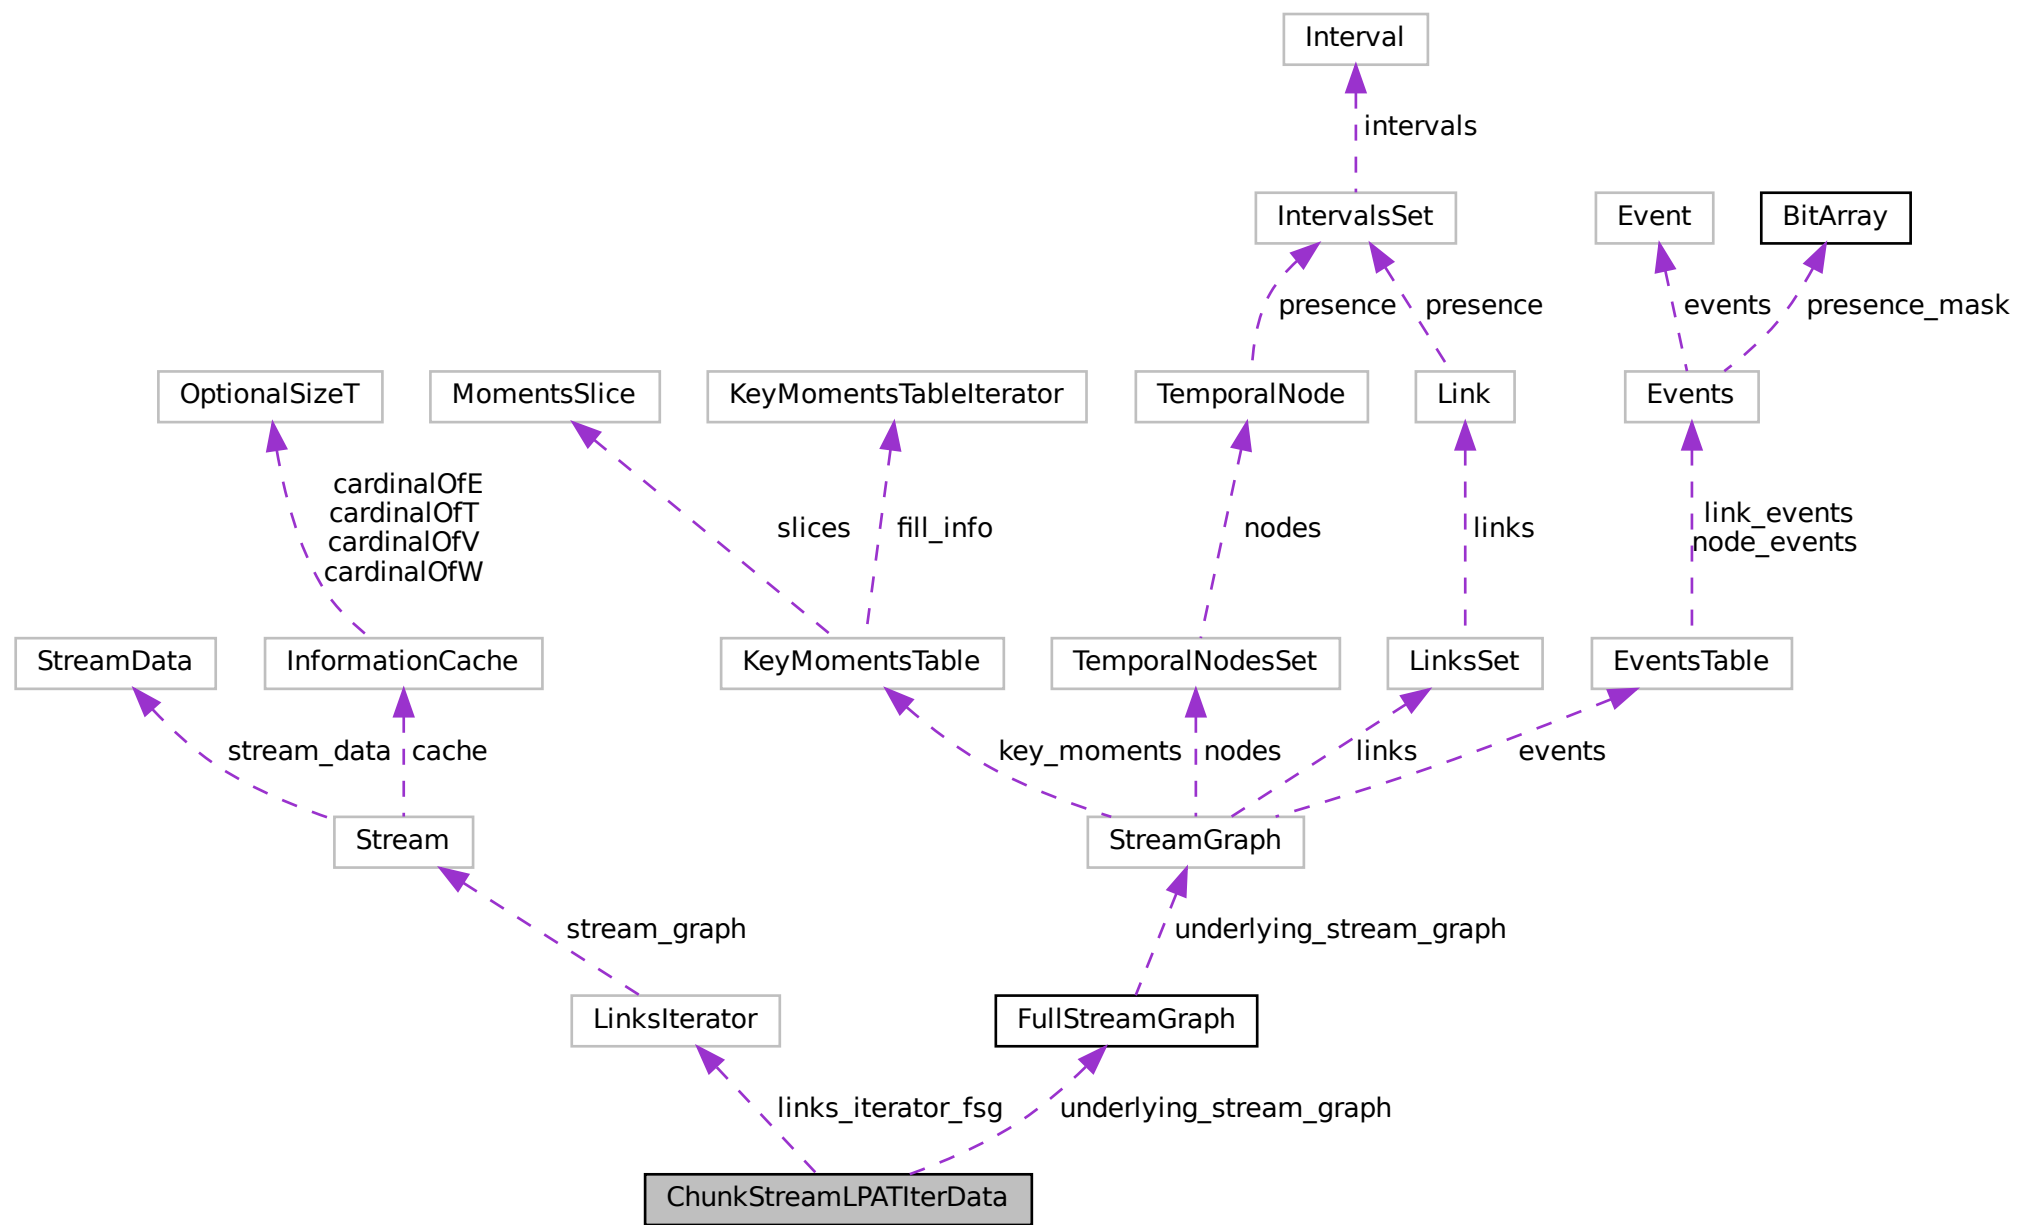 Interval
intervals
IntervalsSet
Event
BitArray
presence
presence
events
presence_mask
OptionalSizeT
MomentsSlice
KeyMomentsTableIterator
TemporalNode
Link
Events
cardinalOfE
cardinalOfT
cardinalOfV
cardinalOfW
slices
fill_info
nodes
links
link_events
node_events
StreamData
InformationCache
KeyMomentsTable
TemporalNodesSet
LinksSet
EventsTable
stream_data
cache
key_moments
nodes
links
events
Stream
StreamGraph
stream_graph
underlying_stream_graph
LinksIterator
FullStreamGraph
links_iterator_fsg
underlying_stream_graph
ChunkStreamLPATIterData